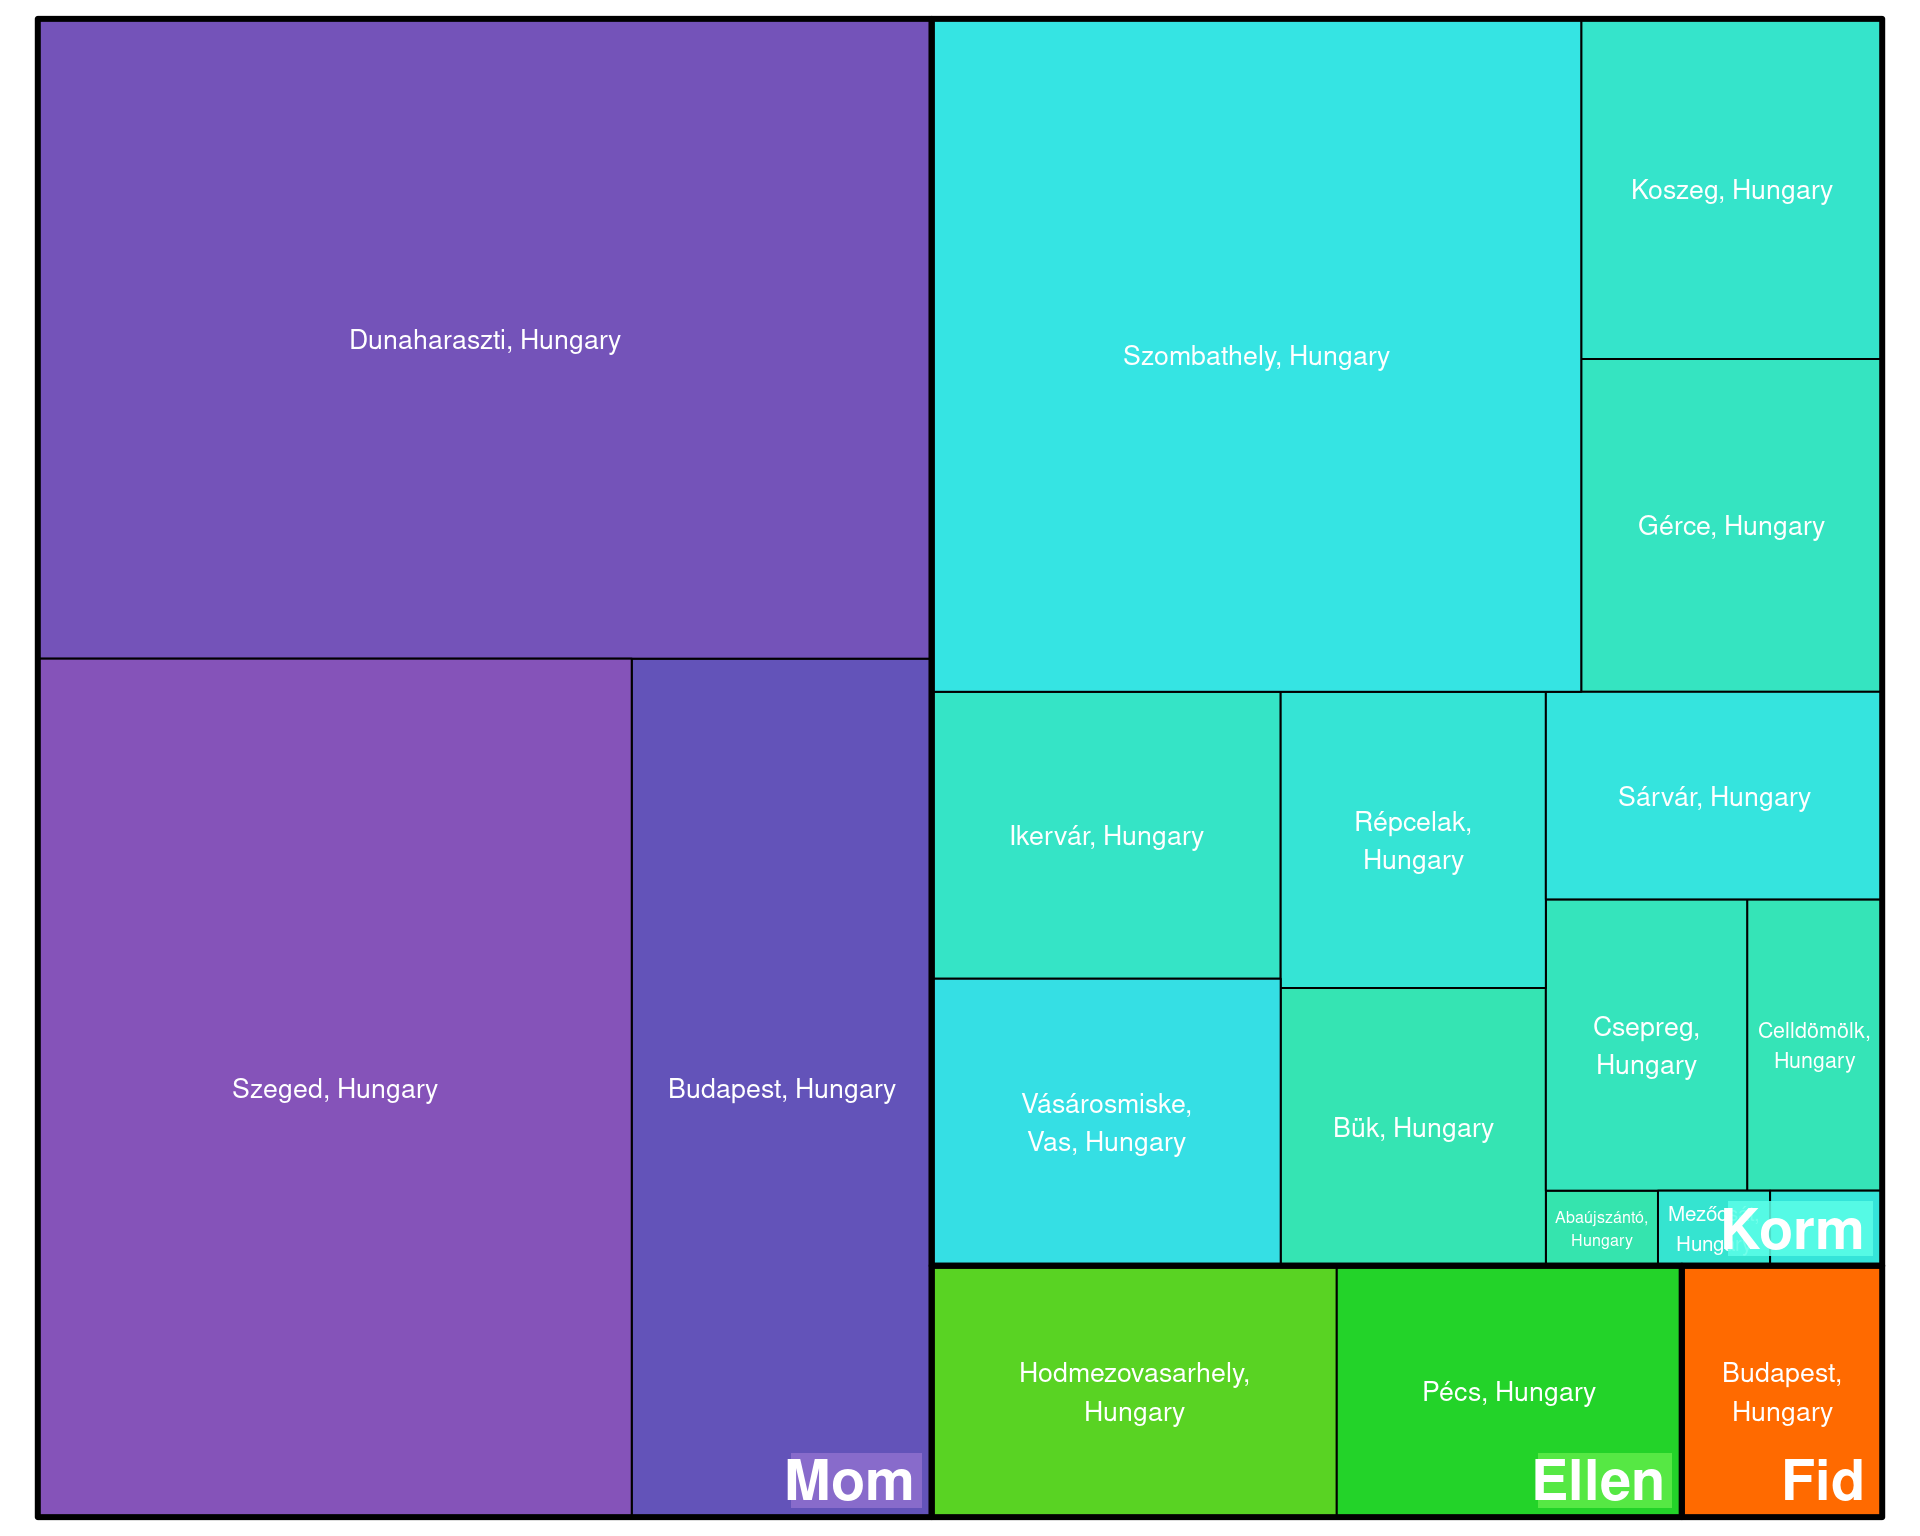 Dunaharaszti, Hungary
Szeged, Hungary
Budapest, Hungary
Mom
Szombathely, Hungary
Koszeg, Hungary
Gérce, Hungary
Ikervár, Hungary
Répcelak,
Hungary
Sárvár, Hungary
Vásárosmiske,
Vas, Hungary
Bük, Hungary
Csepreg,
Hungary
Celldömölk,
Hungary
Abaújszántó,
Hungary
Korm
Hodmezovasarhely,
Hungary
Pécs, Hungary
Ellen
Budapest,
Hungary
Fid